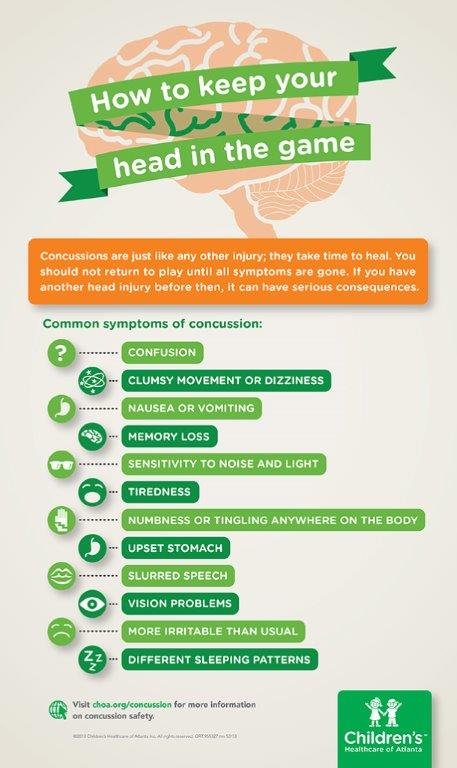 How to keep your
head in the game
Concussions are just like any other injury; they take time to heal. You
should not return to play until all symptoms are gone. If you have
another head injury before then, it can have serious consequences.
Common symptoms of concussion:
?
CONFUSION
CLUMSY MOVEMENT OR DIZZINESS
NAUSEA OR VOMITING
MEMORY LOSS
SENSITIVITY TO NOISE AND LIGHT
TIREDNESS
NUMBNESS OR TINGLING ANYWHERE ON THE BODY
UPSET STOMACH
SLURRED SPEECH
VISION PROBLEMS
MORE IRRITABLE THAN USUAL
ZZZ
DIFFERENT SLEEPING PATTERNS
Visit choa.org/concussion for more information
on concussion safety.
©2013 Children's Healthcare of Atlanta Inc. All rights reserved.
Children's™
Healthcare of Atlanta